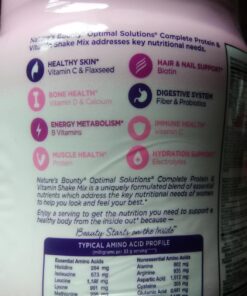 Nature's Bounty® Optimal Solutions® Complete Protein &
Vitamin Shake Mix addresses key nutritional needs.
HEALTHY SKIN*
Vitamin C & Flaxseed
HAIR & NAIL SUPPORT*
Biotin
BONE HEALTH*
Vitamin D & Calcium
DIGESTIVE SYSTEM
Fiber & Probiotics
ENERGY METABOLISM*
B Vitamins
IMMUNE HEALTH*
Vitamin C
MUSCLE HEALTH*
Protein
HYDRATION SUPPORT*
Electrolytes
Nature's Bounty® Optimal Solutions® Complete Protein &
Vitamin Shake Mix is a uniquely formulated blend of essential
nutrients which address the key nutritional needs of women
to help you look and feel your best.*
Enjoy a serving to get the nutrition you need to support a
healthy body from the inside out* because...
Beauty Starts on the Inside®
TYPICAL AMINO ACID PROFILE
Essential Amino Acids
Nonessential Amino Acids
Histidine
Alanine
Isoleucine
Arginine
Leucine
Aspartic Acid
Lysine
Cysteine
Methionine
Glutamic Acid